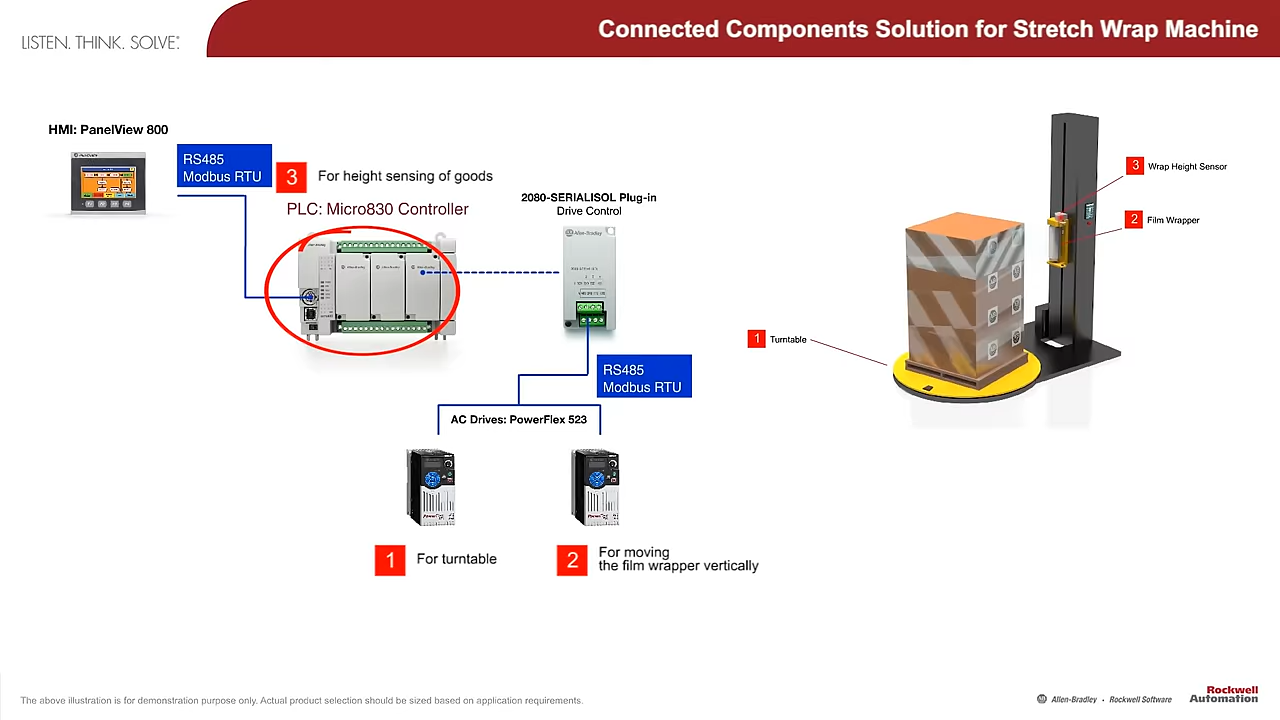 LISTEN. THINK. SOLVE.
Connected Components Solution for Stretch Wrap Machine
HMI: PanelView 800
RS485
Modbus RTU
3
For height sensing of goods
PLC: Micro830 Controller
2080-SERIALISOL Plug-in
Drive Control
Allen-Bradley
RS485
Modbus RTU
AC Drives: PowerFlex 523
1
For turntable
2
For moving
the film wrapper vertically
3
Wrap Height Sensor
2
Film Wrapper
1
Turntable
The above illustration is for demonstration purpose only. Actual product selection should be sized based on application requirements.
Allen-Bradley • Rockwell Software
Rockwell
Automation